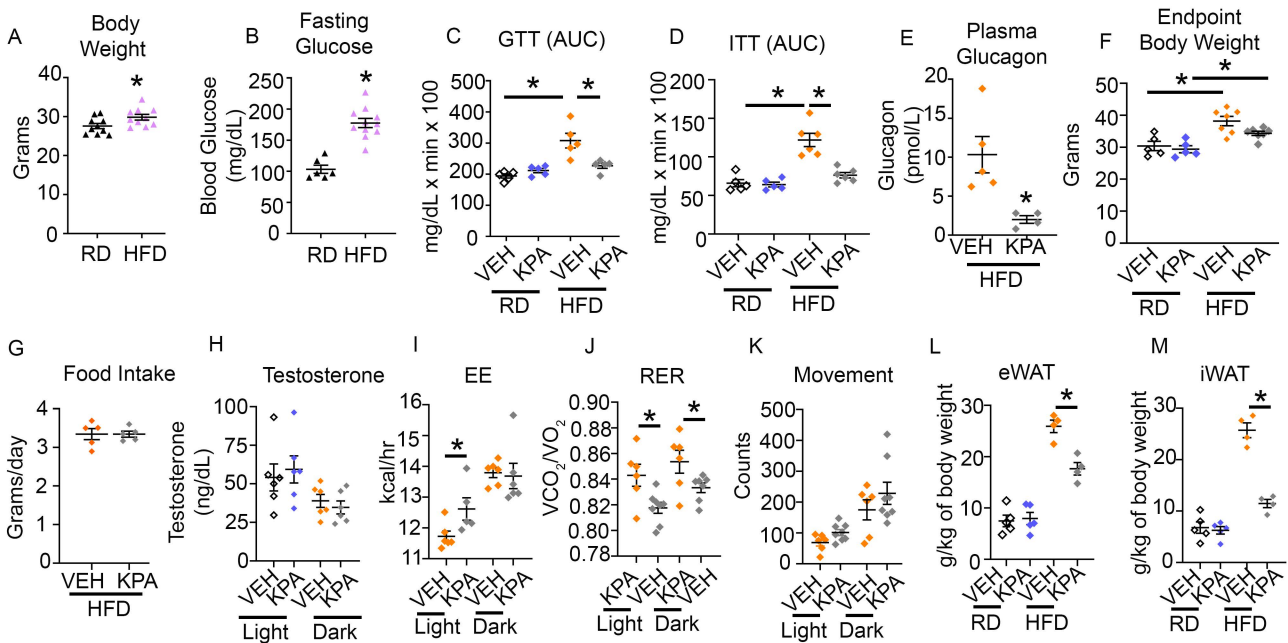 A
Body
Weight
*
Grams
40
30
20
10
0
RD HFD
B
Fasting
Glucose
*
Blood Glucose
(mg/dL)
250
200
150
100
50
0
RD HFD
C
GTT (AUC)
* *
mg/dL x min x 100
500
400
300
200
100
0
VEH KPA VEH KPA
RD HFD
D
ITT (AUC)
* *
mg/dL x min x 100
200
150
100
50
0
VEH KPA VEH KPA
RD HFD
E
Plasma
Glucagon
*
Glucagon
(pmol/L)
20
15
10
5
0
VEH KPA
HFD
F
Endpoint
Body Weight
*
*
Grams
50
40
30
20
10
0
VEH KPA VEH KPA
RD HFD
G
Food Intake
Grams/day
4
3
2
1
0
VEH KPA
HFD
H
Testosterone
Testosterone
(ng/dL)
100
75
50
25
0
VEH KPA VEH KPA
Light Dark
I
EE
*
kcal/hr
16
15
14
13
12
11
VEH KPA VEH KPA
Light Dark
J
RER
* *
VCO2/VO2
0.90
0.88
0.86
0.84
0.82
0.80
0.78
KPA VEH KPA VEH
Light Dark
K
Movement
Counts
500
400
300
200
100
0
VEH KPA VEH KPA
Light Dark
L
eWAT
*
g/kg of body weight
30
20
10
0
VEH KPA VEH KPA
RD HFD
M
iWAT
*
g/kg of body weight
30
20
10
0
VEH KPA VEH KPA
RD HFD